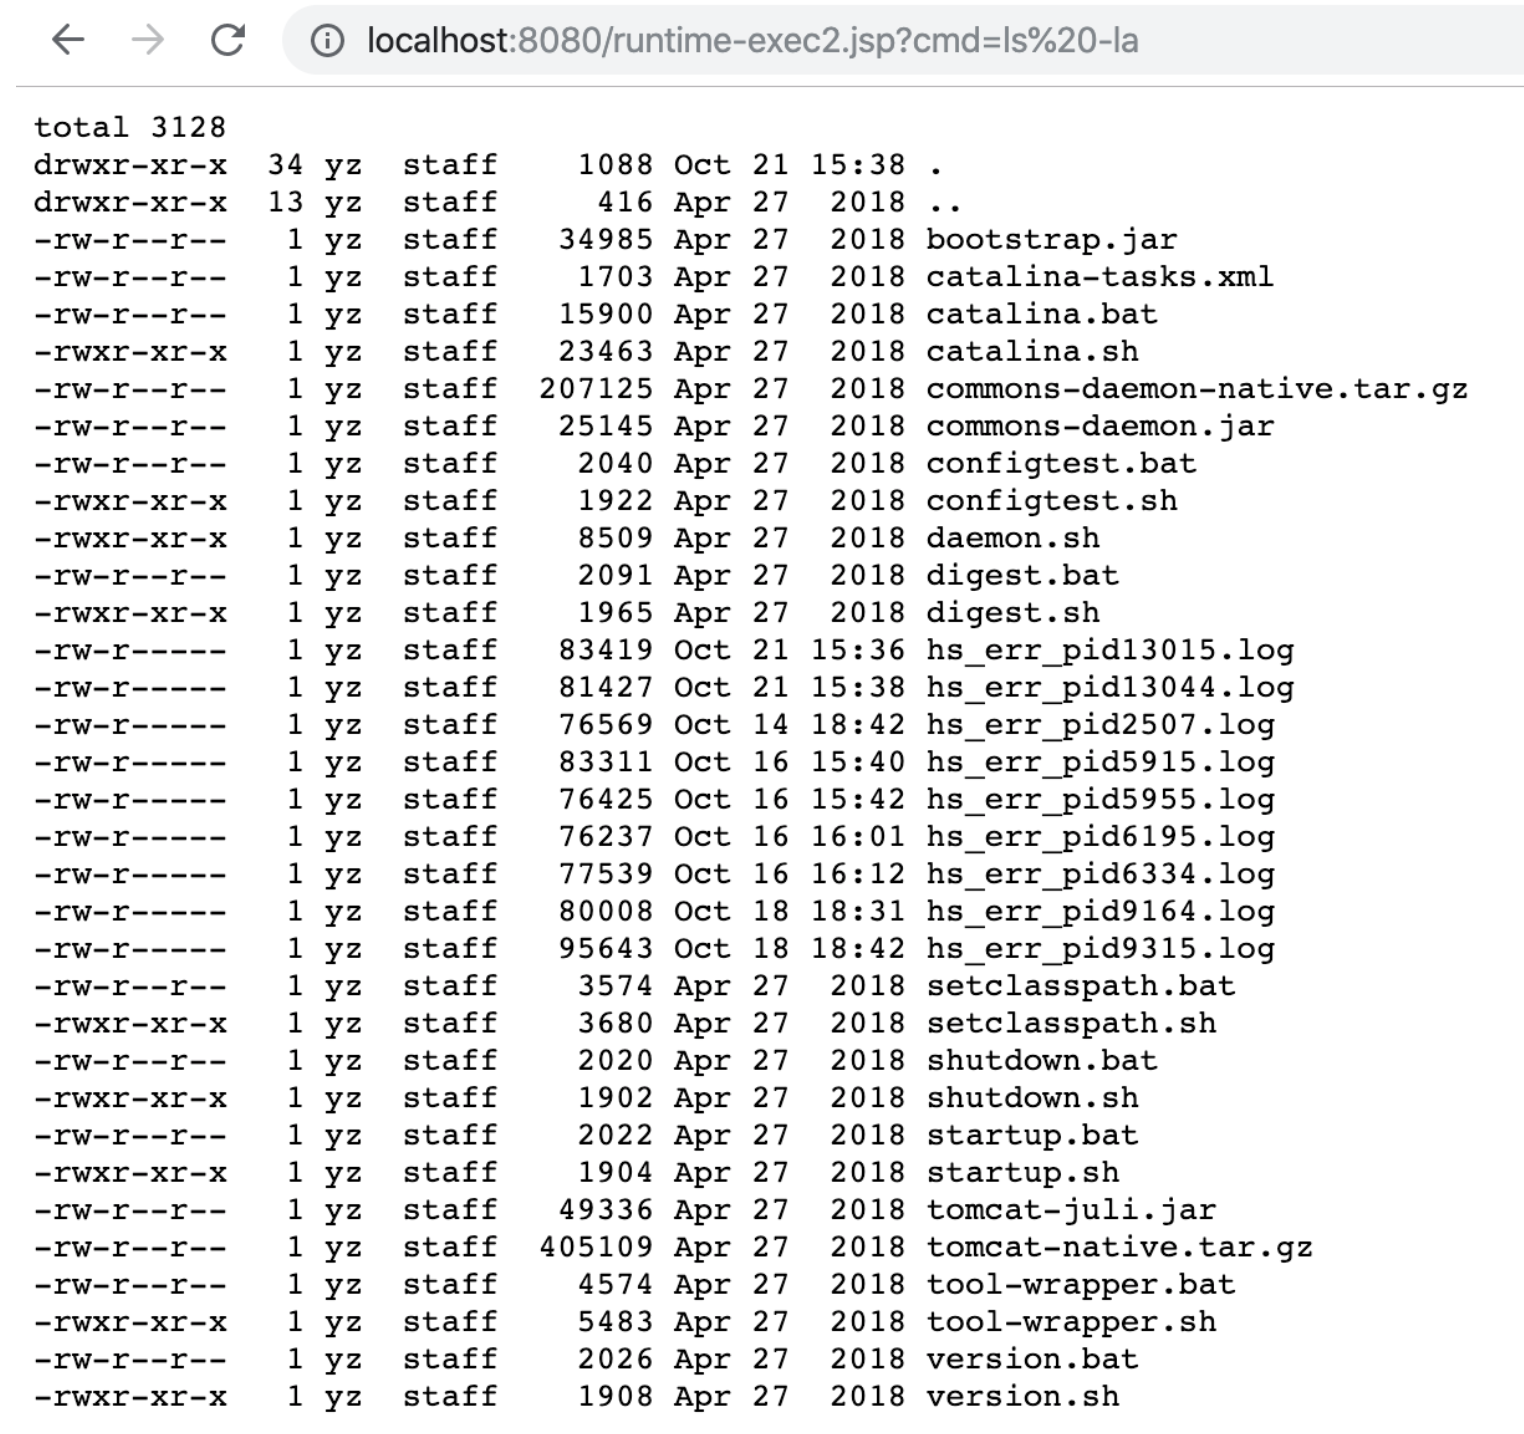 localhost:8080/runtime-exec2.jsp?cmd=ls%20-la
total 3128
drwxr-xr-x  34 yz  staff    1088 Oct 21 15:38 .
drwxr-xr-x  13 yz  staff     416 Apr 27  2018 ..
-rw-r--r--   1 yz  staff   34985 Apr 27  2018 bootstrap.jar
-rw-r--r--   1 yz  staff    1703 Apr 27  2018 catalina-tasks.xml
-rw-r--r--   1 yz  staff   15900 Apr 27  2018 catalina.bat
-rwxr-xr-x   1 yz  staff   23463 Apr 27  2018 catalina.sh
-rw-r--r--   1 yz  staff  207125 Apr 27  2018 commons-daemon-native.tar.gz
-rw-r--r--   1 yz  staff   25145 Apr 27  2018 commons-daemon.jar
-rw-r--r--   1 yz  staff    2040 Apr 27  2018 configtest.bat
-rwxr-xr-x   1 yz  staff    1922 Apr 27  2018 configtest.sh
-rwxr-xr-x   1 yz  staff    8509 Apr 27  2018 daemon.sh
-rw-r--r--   1 yz  staff    2091 Apr 27  2018 digest.bat
-rwxr-xr-x   1 yz  staff    1965 Apr 27  2018 digest.sh
-rw-r-----   1 yz  staff   83419 Oct 21 15:36 hs_err_pid13015.log
-rw-r-----   1 yz  staff   81427 Oct 21 15:38 hs_err_pid13044.log
-rw-r-----   1 yz  staff   76569 Oct 14 18:42 hs_err_pid2507.log
-rw-r-----   1 yz  staff   83311 Oct 16 15:40 hs_err_pid5915.log
-rw-r-----   1 yz  staff   76425 Oct 16 15:42 hs_err_pid5955.log
-rw-r-----   1 yz  staff   76237 Oct 16 16:01 hs_err_pid6195.log
-rw-r-----   1 yz  staff   77539 Oct 16 16:12 hs_err_pid6334.log
-rw-r-----   1 yz  staff   80008 Oct 18 18:31 hs_err_pid9164.log
-rw-r-----   1 yz  staff   95643 Oct 18 18:42 hs_err_pid9315.log
-rw-r--r--   1 yz  staff    3574 Apr 27  2018 setclasspath.bat
-rwxr-xr-x   1 yz  staff    3680 Apr 27  2018 setclasspath.sh
-rw-r--r--   1 yz  staff    2020 Apr 27  2018 shutdown.bat
-rwxr-xr-x   1 yz  staff    1902 Apr 27  2018 shutdown.sh
-rw-r--r--   1 yz  staff    2022 Apr 27  2018 startup.bat
-rwxr-xr-x   1 yz  staff    1904 Apr 27  2018 startup.sh
-rw-r--r--   1 yz  staff   49336 Apr 27  2018 tomcat-juli.jar
-rw-r--r--   1 yz  staff  405109 Apr 27  2018 tomcat-native.tar.gz
-rw-r--r--   1 yz  staff    4574 Apr 27  2018 tool-wrapper.bat
-rwxr-xr-x   1 yz  staff    5483 Apr 27  2018 tool-wrapper.sh
-rw-r--r--   1 yz  staff    2026 Apr 27  2018 version.bat
-rwxr-xr-x   1 yz  staff    1908 Apr 27  2018 version.sh